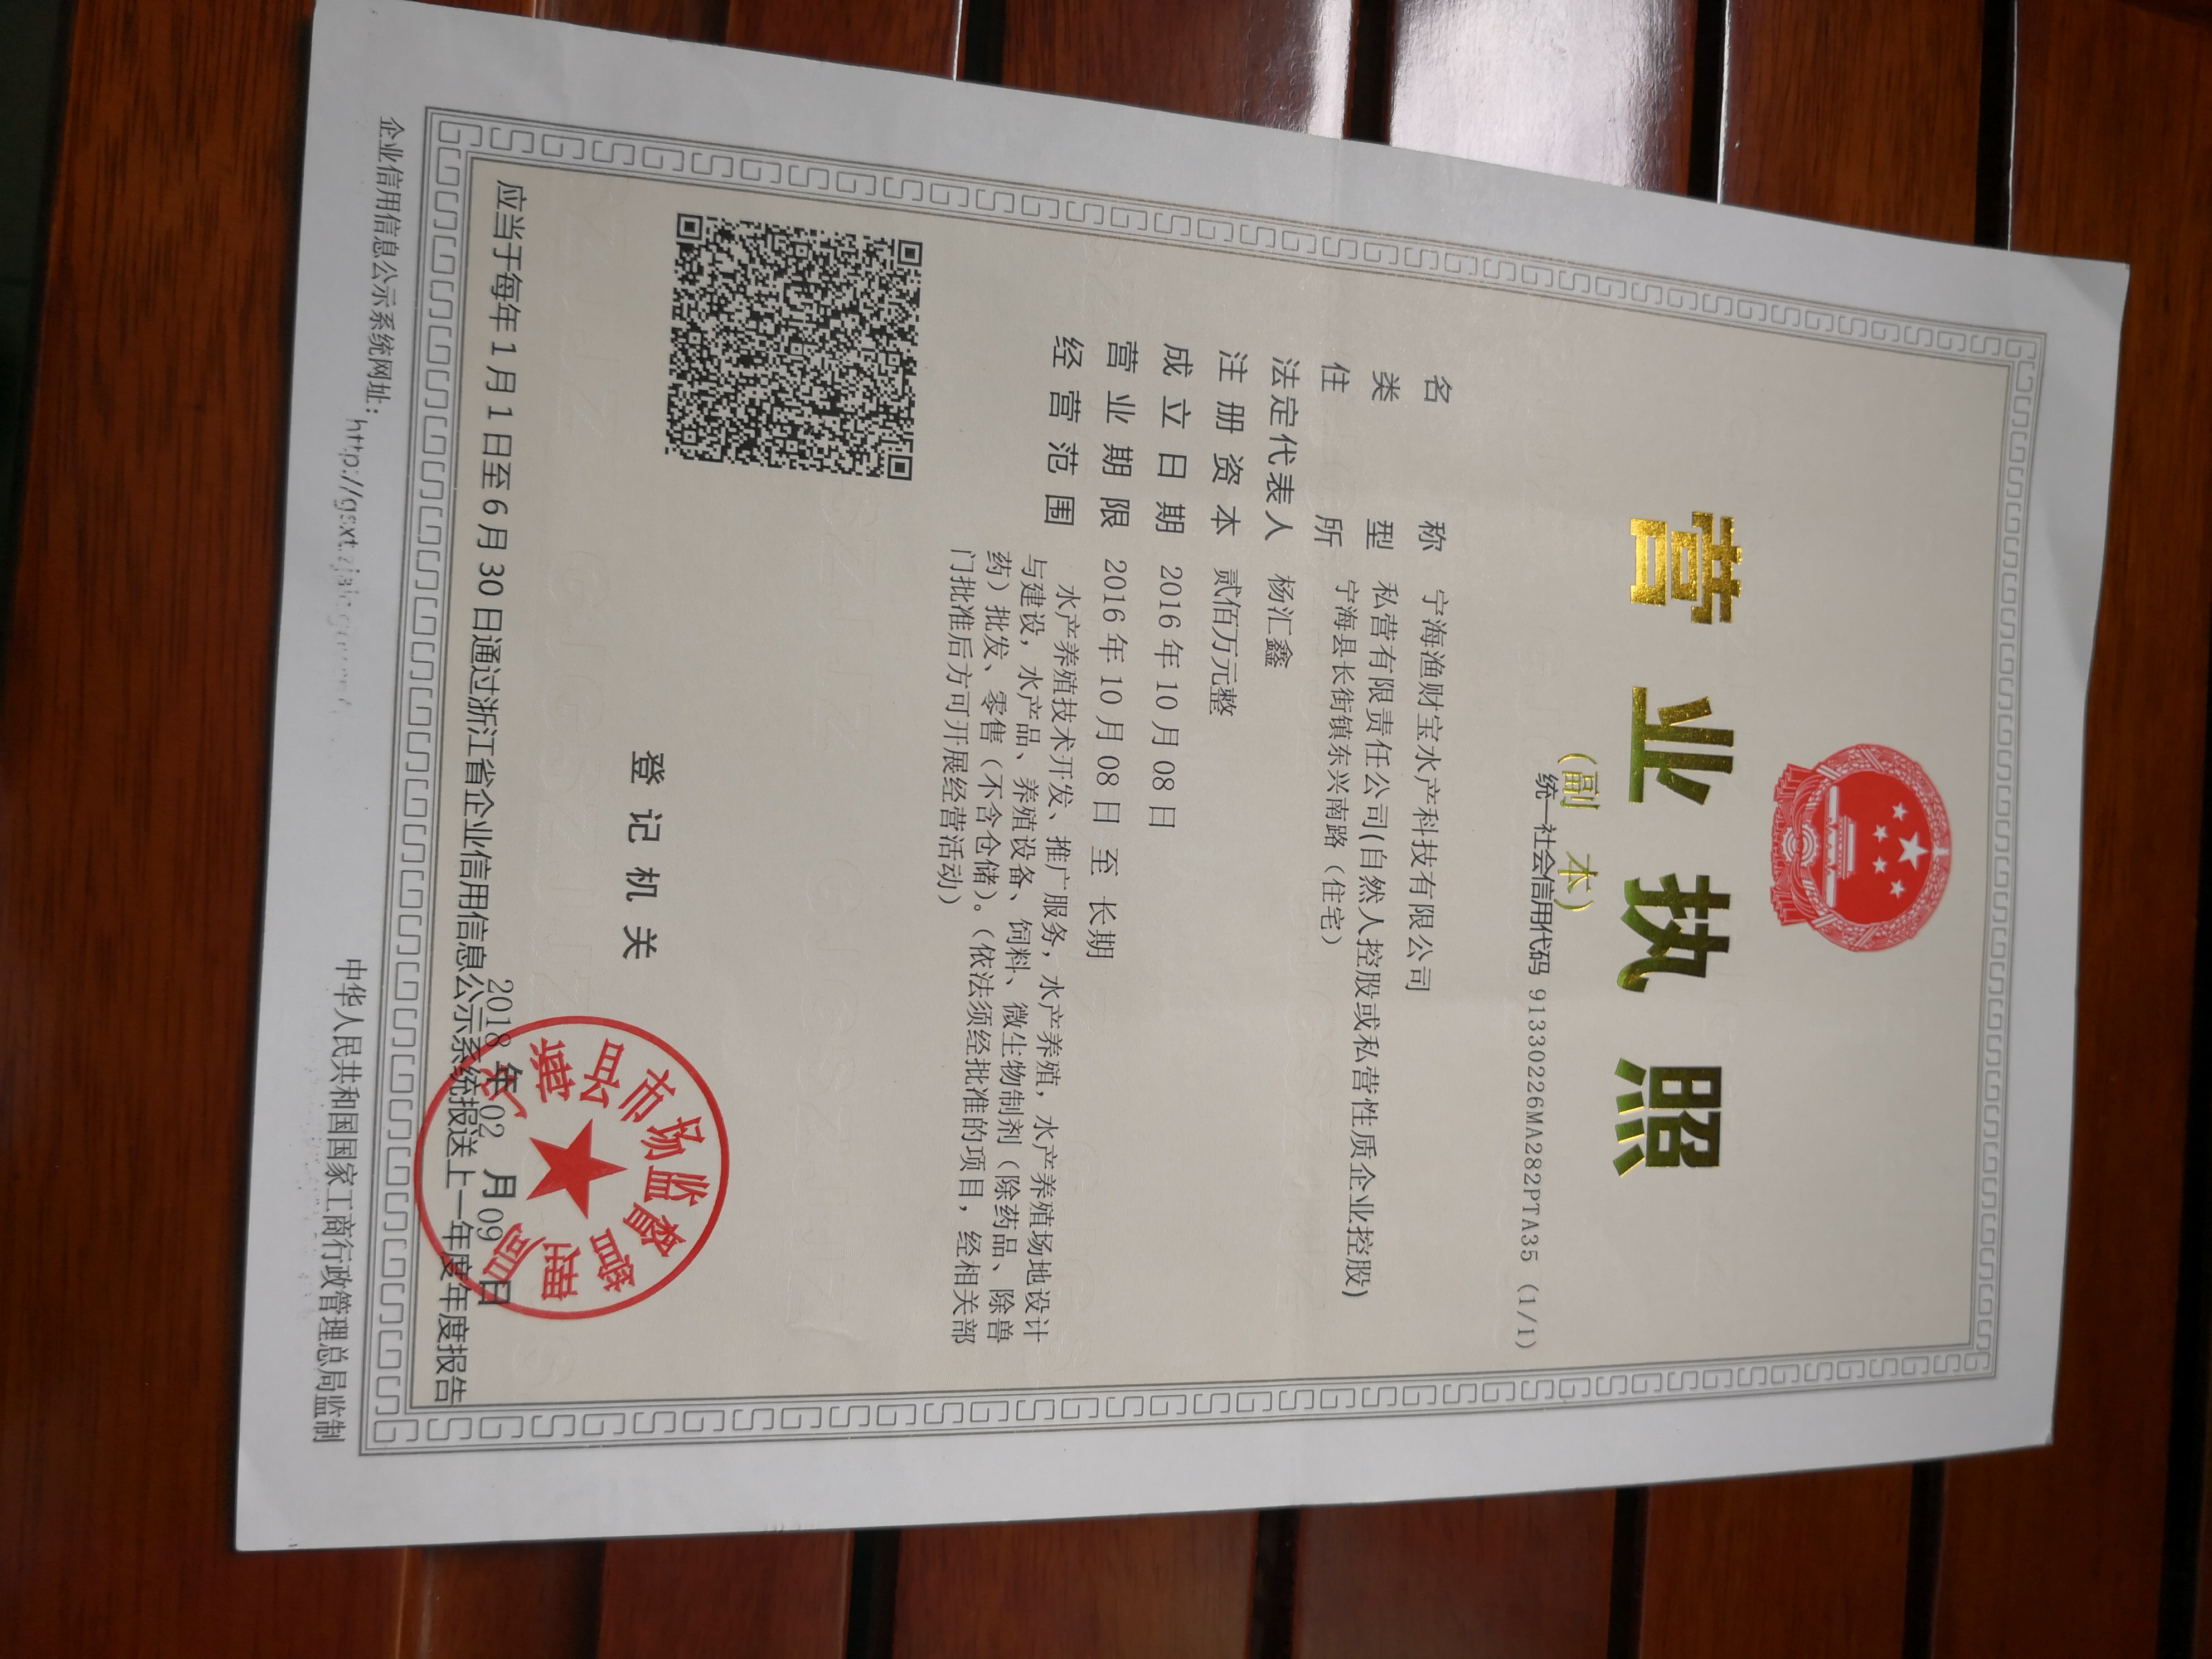 营业执照
(副 本)
统一社会信用代码 91330226MA282PTA35 (1/1)
名 称 宁海渔财宝水产科技有限公司
类 型 私营有限责任公司(自然人控股或私营性质企业控股)
住 所 宁海县长街镇东兴南路（住宅）
法定代表人 杨汇鑫
注册资本 贰佰万元整
成立日期 2016年10月08日
营业期限 2016年10月08日 至 长期
经营范围 水产养殖技术开发、推广服务，水产养殖，水产养殖场地设计
与建设，水产品、养殖设备、饲料、微生物制剂（除药品、除兽
药）批发、零售（不含仓储）。（依法须经批准的项目，经相关部
门批准后方可开展经营活动）
登记机关
宁海县市场监督管理局
2018年02月09日
应当于每年1月1日至6月30日通过浙江省企业信用信息公示系统报送上一年度年度报告
企业信用信息公示系统网址：http://gsxt.zjaic.gov.cn/
中华人民共和国国家工商行政管理总局监制